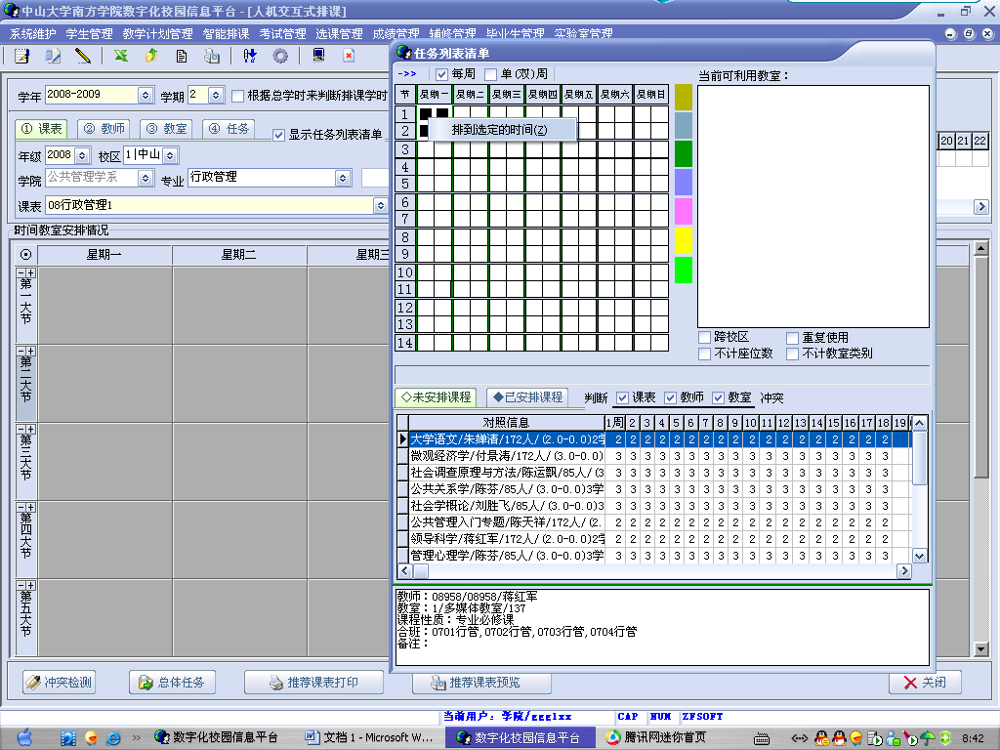 中山大学南方学院数字化校园信息平台 - [人机交互式排课]
系统维护 学生管理 教学计划管理 智能排课 考试管理 选课管理 成绩管理 辅修管理 毕业生管理 实验室管理
学年 2008-2009 学期 2 根据总学时来判断排课学时
① 课表 ② 教师 ③ 教室 ④ 任务 显示任务列表清单
年级 2008 校区 1|中山
学院 公共管理学系 专业 行政管理
课表 08行政管理1
20 21 22
时间教室安排情况
星期一 星期二 星期三
第一大节
第二大节
第三大节
第四大节
第五大节
任务列表清单
->> 每周 单(双)周
节 星期一 星期二 星期三 星期四 星期五 星期六 星期日
1
2
3
4
5
6
7
8
9
10
11
12
13
14
排到选定的时间(Z)
当前可利用教室：
跨校区 重复使用
不计座位数 不计教室类别
◇未安排课程 ◆已安排课程 判断 课表 教师 教室 冲突
对照信息 1周 2 3 4 5 6 7 8 9 10 11 12 13 14 15 16 17 18 19
大学语文/朱婵清/172人/(2.0-0.0)2学 2 2 2 2 2 2 2 2 2 2 2 2 2 2 2 2 2 2
微观经济学/付景涛/172人/(3.0-0.0) 3 3 3 3 3 3 3 3 3 3 3 3 3 3 3 3 3 3
社会调查原理与方法/陈运飘/85人/(3 3 3 3 3 3 3 3 3 3 3 3 3 3 3 3 3 3 3
公共关系学/陈芬/85人/(3.0-0.0)3学 3 3 3 3 3 3 3 3 3 3 3 3 3 3 3 3 3 3
社会学概论/刘胜飞/85人/(3.0-0.0)3 3 3 3 3 3 3 3 3 3 3 3 3 3 3 3 3 3 3
公共管理入门专题/陈天祥/172人/(2. 2 2 2 2 2 2 2 2 2 2 2 2 2 2 2 2 2 2
领导科学/蒋红军/172人/(2.0-0.0)2学 2 2 2 2 2 2 2 2 2 2 2 2 2 2 2 2 2 2
管理心理学/陈芬/85人/(3.0-0.0)3学 3 3 3 3 3 3 3 3 3 3 3 3 3 3 3 3 3 3
教师：08958/08958/蒋红军
教室：1/多媒体教室/137
课程性质：专业必修课
合班：0701行管,0702行管,0703行管,0704行管
备注：
冲突检测 总体任务 推荐课表打印 推荐课表预览 关闭
当前用户：学院/ggglxx CAP NUM ZFSOFT
数字化校园信息平台 文档 1 - Microsoft W... 数字化校园信息平台 腾讯网迷你首页 8:42